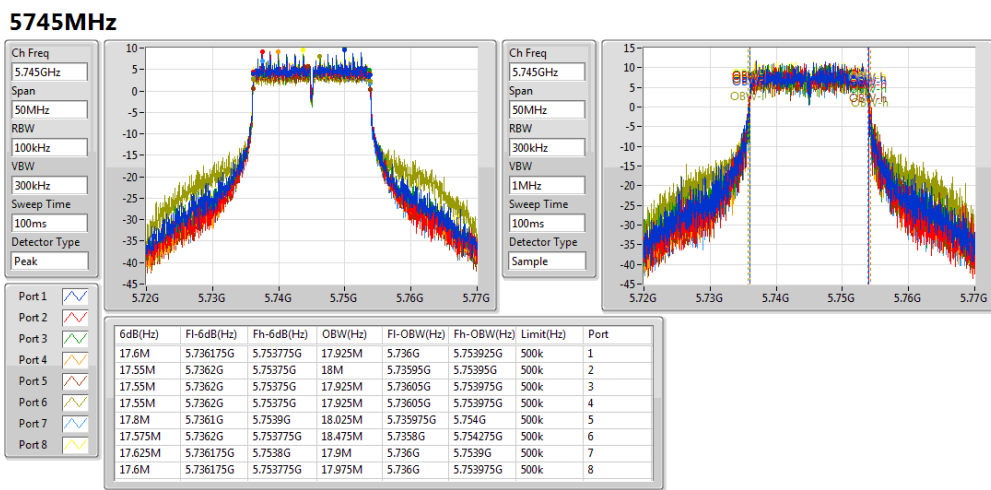 5745MHz
Ch Freq
5.745GHz
Span
50MHz
RBW
100kHz
VBW
300kHz
Sweep Time
100ms
Detector Type
Peak
10
5
0
-5
-10
-15
-20
-25
-30
-35
-40
-45
5.72G 5.73G 5.74G 5.75G 5.76G 5.77G
Ch Freq
5.745GHz
Span
50MHz
RBW
300kHz
VBW
1MHz
Sweep Time
100ms
Detector Type
Sample
15
10
5
0
-5
-10
-15
-20
-25
-30
-35
-40
-45
OBW-l
OBW-h
5.72G 5.73G 5.74G 5.75G 5.76G 5.77G
Port 1
Port 2
Port 3
Port 4
Port 5
Port 6
Port 7
Port 8
6dB(Hz) Fl-6dB(Hz) Fh-6dB(Hz) OBW(Hz) Fl-OBW(Hz) Fh-OBW(Hz) Limit(Hz) Port
17.6M 5.736175G 5.753775G 17.925M 5.736G 5.753925G 500k 1
17.55M 5.7362G 5.75375G 18M 5.73595G 5.75395G 500k 2
17.55M 5.7362G 5.75375G 17.925M 5.73605G 5.753975G 500k 3
17.55M 5.7362G 5.75375G 17.925M 5.73605G 5.753975G 500k 4
17.8M 5.7361G 5.7539G 18.025M 5.735975G 5.754G 500k 5
17.575M 5.7362G 5.753775G 18.475M 5.7358G 5.754275G 500k 6
17.625M 5.736175G 5.7538G 17.9M 5.736G 5.7539G 500k 7
17.6M 5.736175G 5.753775G 17.975M 5.736G 5.753975G 500k 8